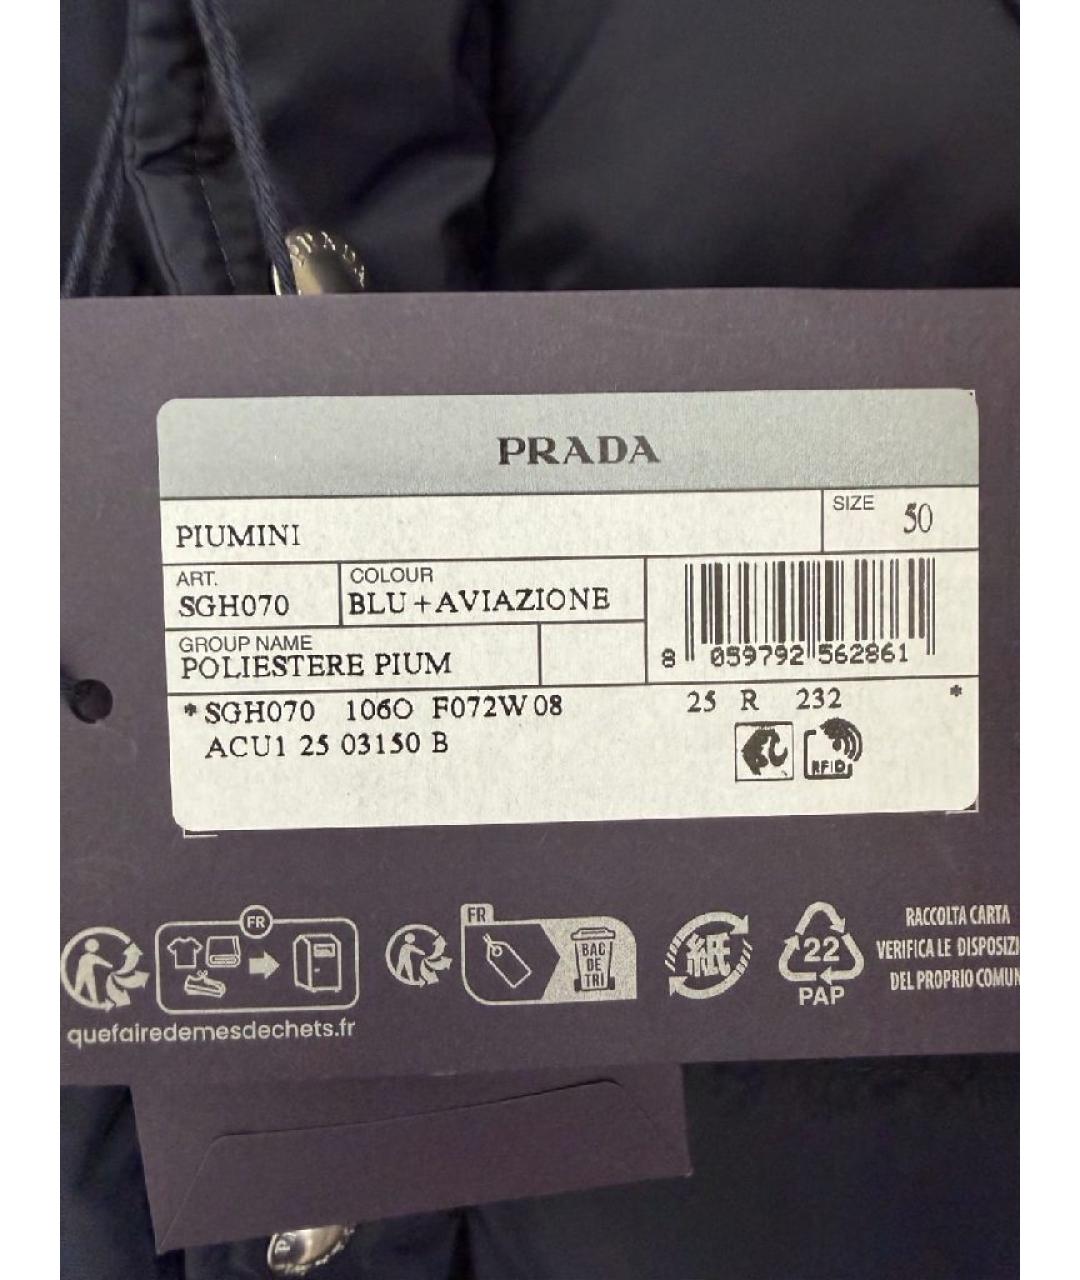 PRADA
PRADA
PIUMINI
SIZE 50
ART.
SGH070
COLOUR
BLU+AVIAZIONE
GROUP NAME
POLIESTERE PIUM
8 059792 562861
*SGH070 1060 F072W 08 25 R 232 *
ACU1 25 03150 B
RFID
FR
quefairedemesdechets.fr
FR
BAC
DE
TRI
紙
22
PAP
RACCOLTA CARTA
VERIFICA LE DISPOSIZI
DEL PROPRIO COMUN